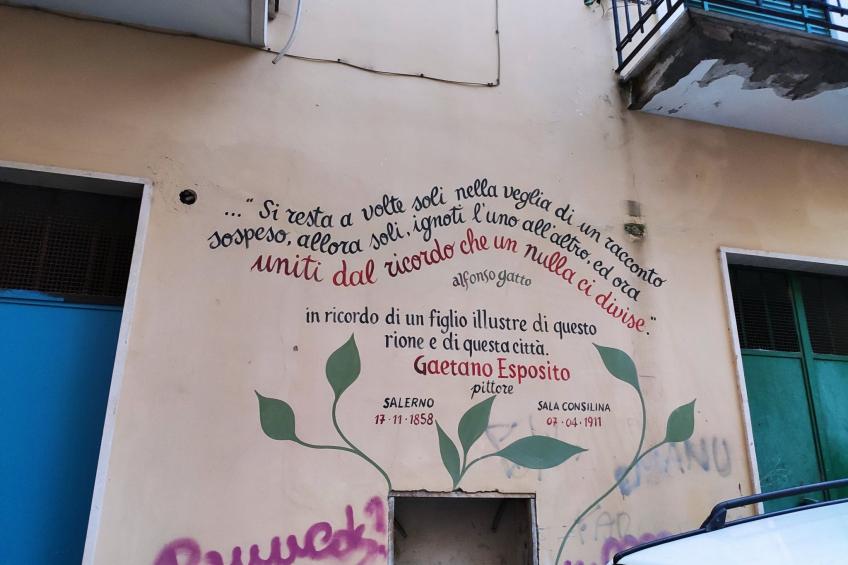 ..." Si resta a volte soli nella veglia di un racconto
sospeso, allora soli, ignoti l'uno all'altro, ed ora
uniti dal ricordo che un nulla ci divise."
alfonso gatto
in ricordo di un figlio illustre di questo
rione e di questa città.
Gaetano Esposito
pittore
SALERNO
17·11·1858
SALA CONSILINA
07·04·1911